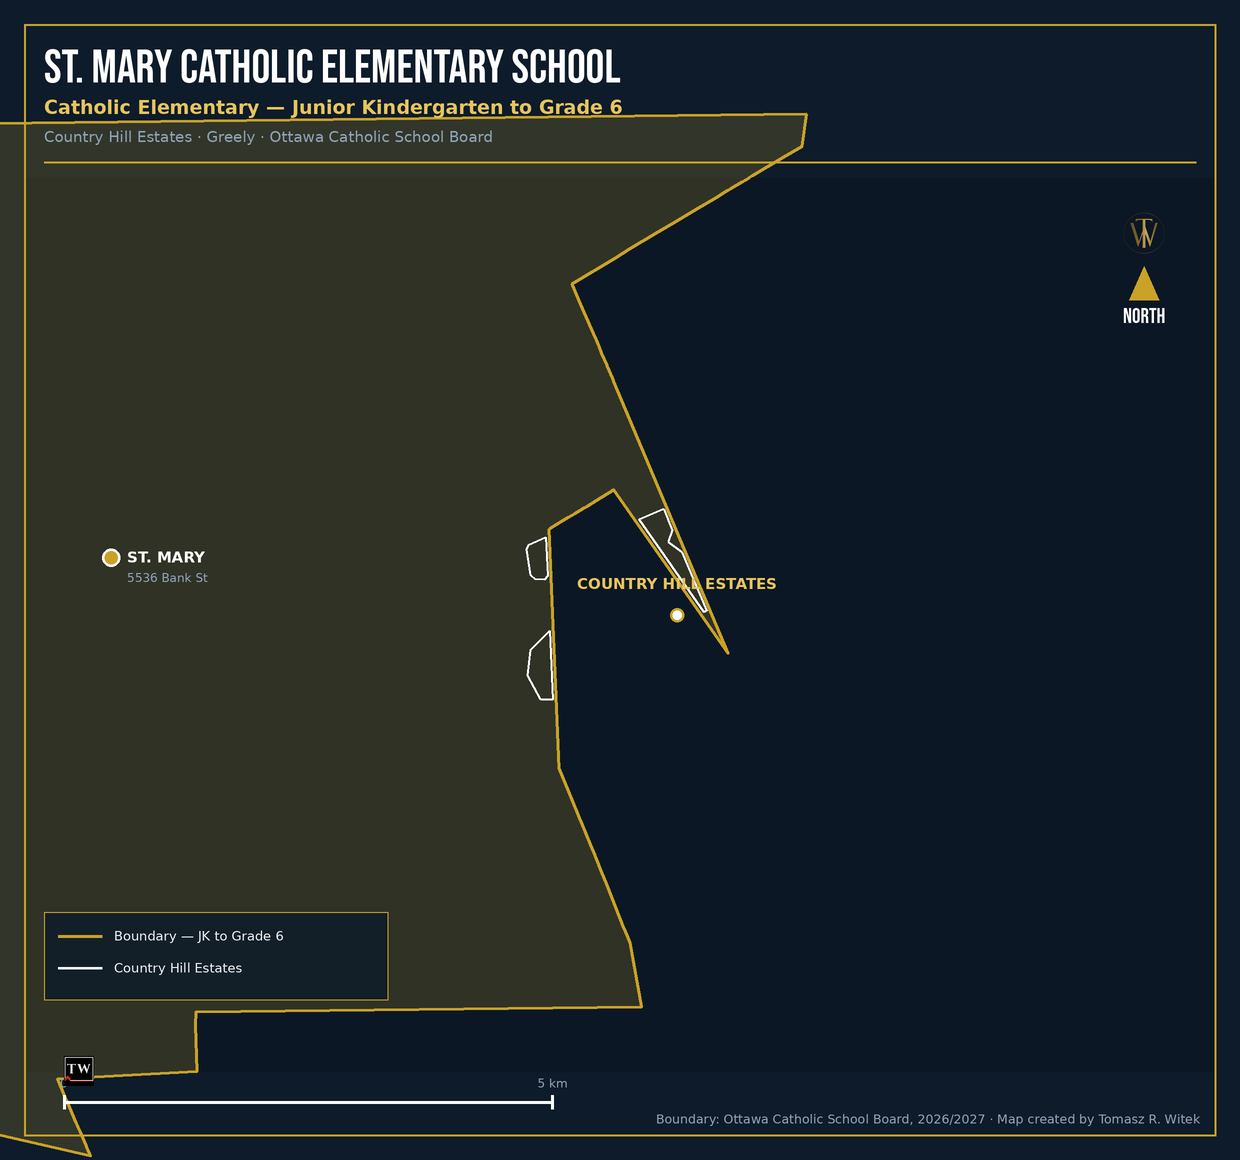 ST. MARY CATHOLIC ELEMENTARY SCHOOL
Catholic Elementary — Junior Kindergarten to Grade 6
Country Hill Estates · Greely · Ottawa Catholic School Board
TW
NORTH
ST. MARY
5536 Bank St
COUNTRY HILL ESTATES
Boundary — JK to Grade 6
Country Hill Estates
TW
5 km
Boundary: Ottawa Catholic School Board, 2026/2027 · Map created by Tomasz R. Witek